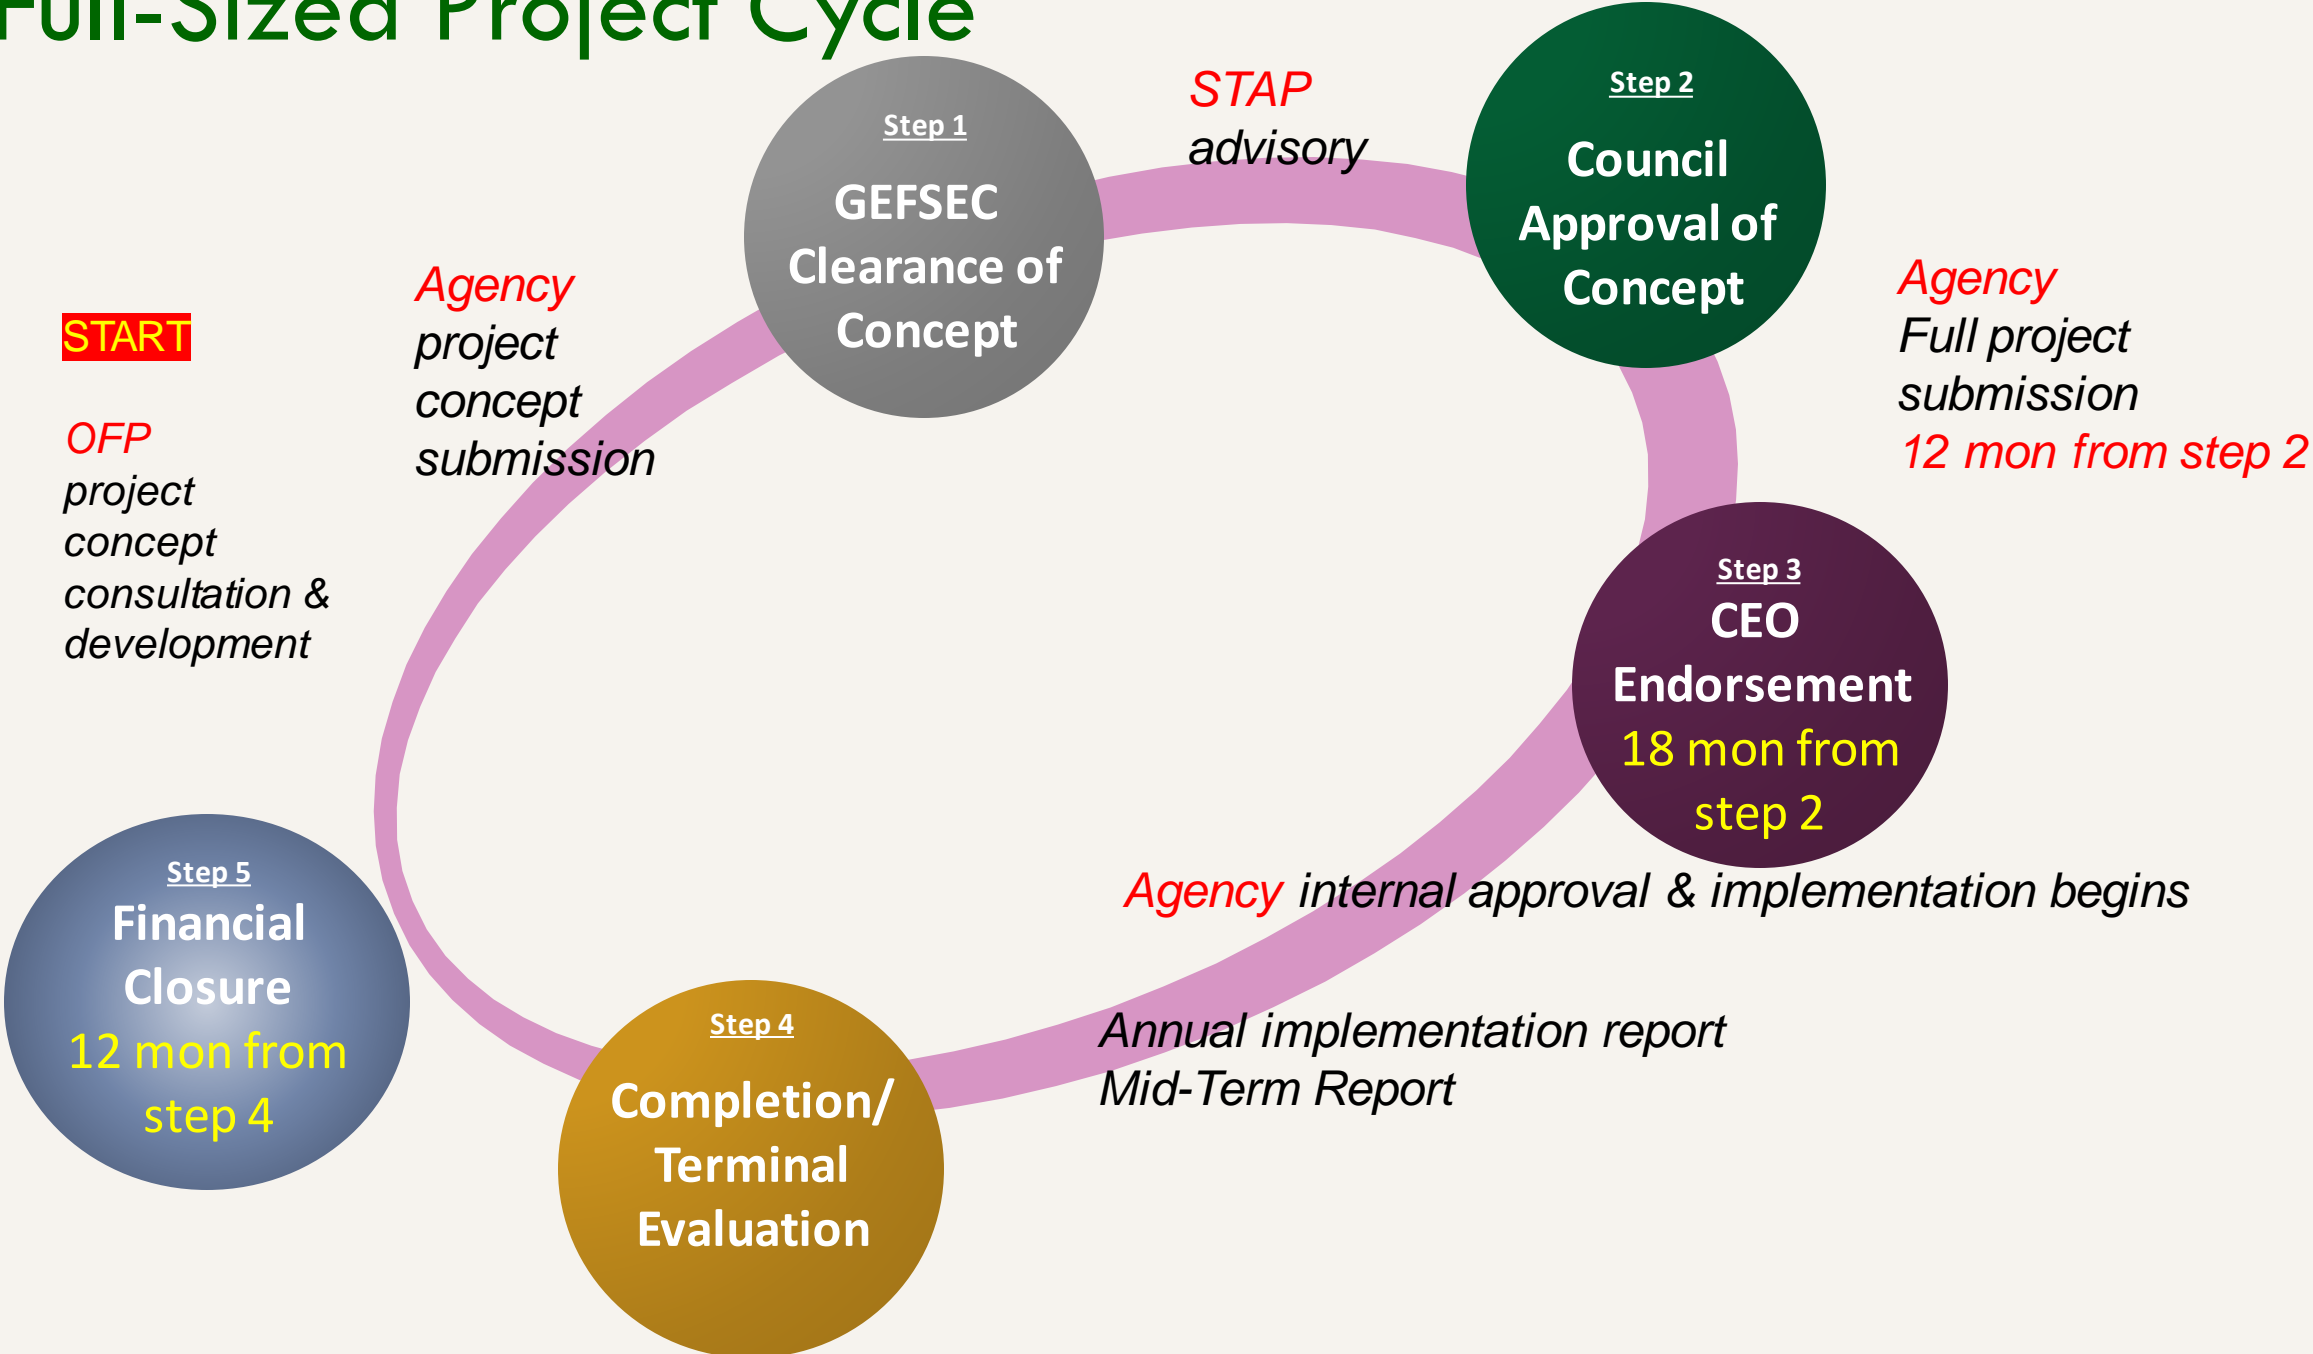 Full-Sized Project Cycle
START
OFP
project
concept
consultation &
development
Agency
project
concept
submission
Step 1
GEFSEC
Clearance of
Concept
STAP
advisory
Step 2
Council
Approval of
Concept
Agency
Full project
submission
12 mon from step 2
Step 3
CEO
Endorsement
18 mon from
step 2
Agency internal approval & implementation begins
Annual implementation report
Mid-Term Report
Step 4
Completion/
Terminal
Evaluation
Step 5
Financial
Closure
12 mon from
step 4